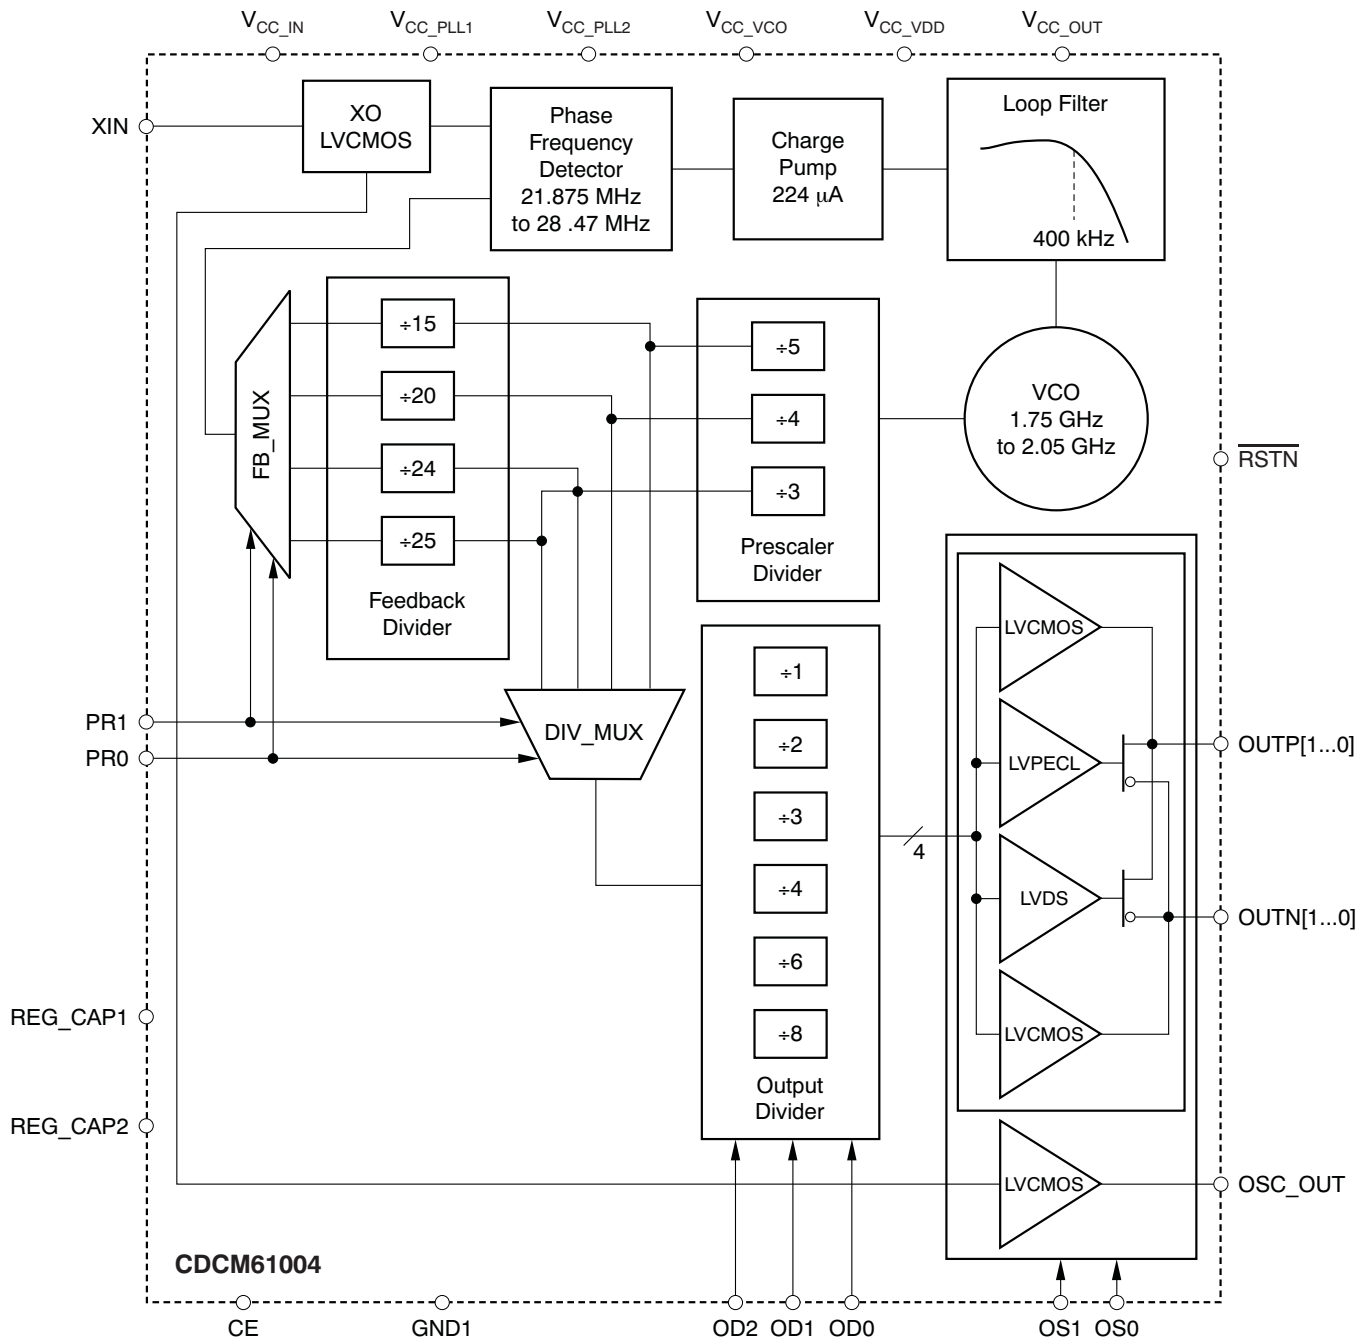 VCC_IN
VCC_PLL1
VCC_PLL2
VCC_VCO
VCC_VDD
VCC_OUT
XIN
XO
LVCMOS
Phase
Frequency
Detector
21.875 MHz
to 28 .47 MHz
Charge
Pump
224 μA
Loop Filter
400 kHz
FB_MUX
÷15
÷20
÷24
÷25
Feedback
Divider
÷5
÷4
÷3
Prescaler
Divider
VCO
1.75 GHz
to 2.05 GHz
RSTN
PR1
PR0
DIV_MUX
÷1
÷2
÷3
÷4
÷6
÷8
Output
Divider
4
LVCMOS
LVPECL
LVDS
LVCMOS
LVCMOS
OUTP[1...0]
OUTN[1...0]
OSC_OUT
REG_CAP1
REG_CAP2
CDCM61004
CE
GND1
OD2
OD1
OD0
OS1
OS0